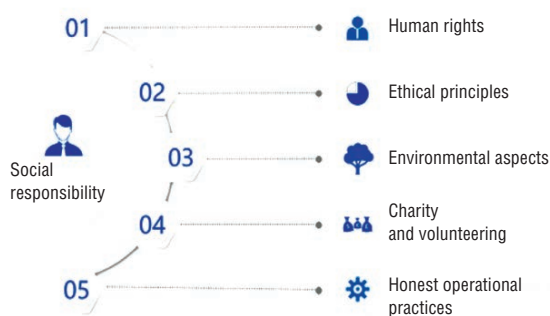 01
Human rights
02
Ethical principles
Social
responsibility
03
Environmental aspects
04
Charity
and volunteering
05
Honest operational
practices